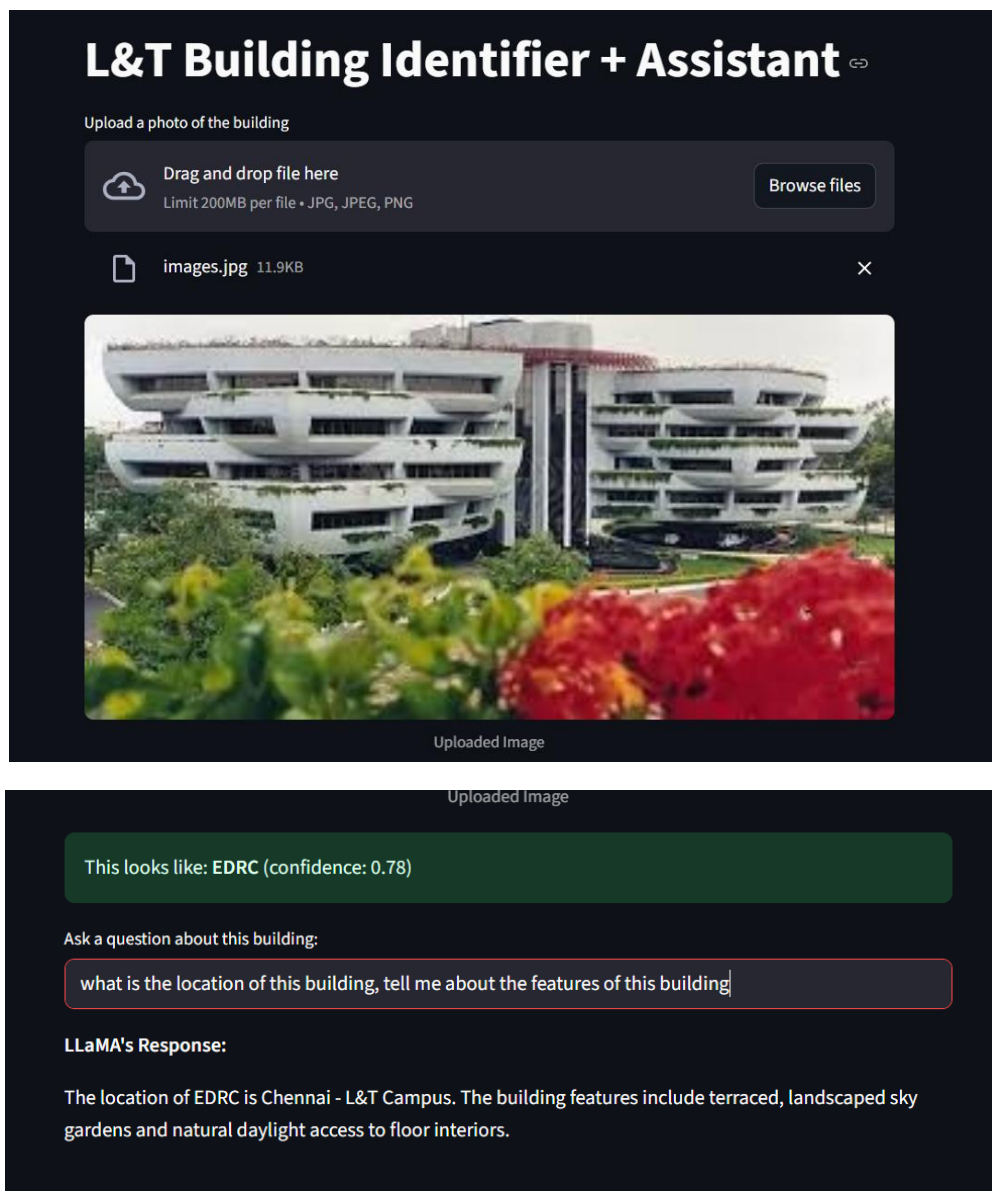 L&T Building Identifier + Assistant
Upload a photo of the building
Drag and drop file here
Limit 200MB per file • JPG, JPEG, PNG
Browse files
images.jpg 11.9KB
Uploaded Image
Uploaded Image
This looks like: EDRC (confidence: 0.78)
Ask a question about this building:
what is the location of this building, tell me about the features of this building
LLaMA's Response:
The location of EDRC is Chennai - L&T Campus. The building features include terraced, landscaped sky
gardens and natural daylight access to floor interiors.